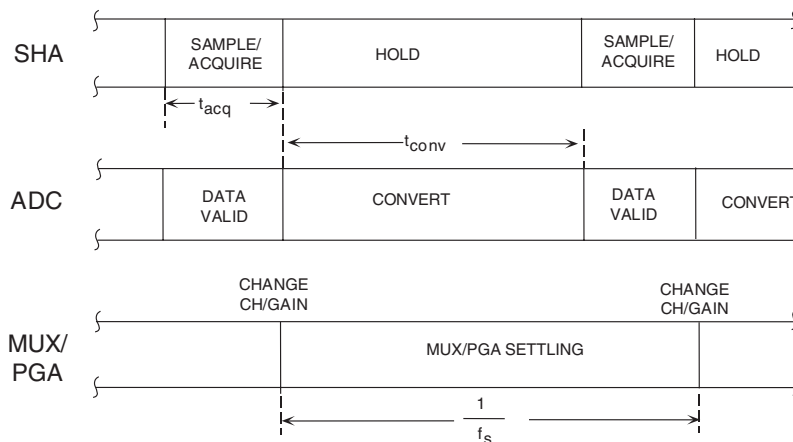 SHA
SAMPLE/
ACQUIRE
HOLD
SAMPLE/
ACQUIRE
HOLD
tacq
tconv
ADC
DATA
VALID
CONVERT
DATA
VALID
CONVERT
CHANGE
CH/GAIN
CHANGE
CH/GAIN
MUX/
PGA
MUX/PGA SETTLING
1
fs